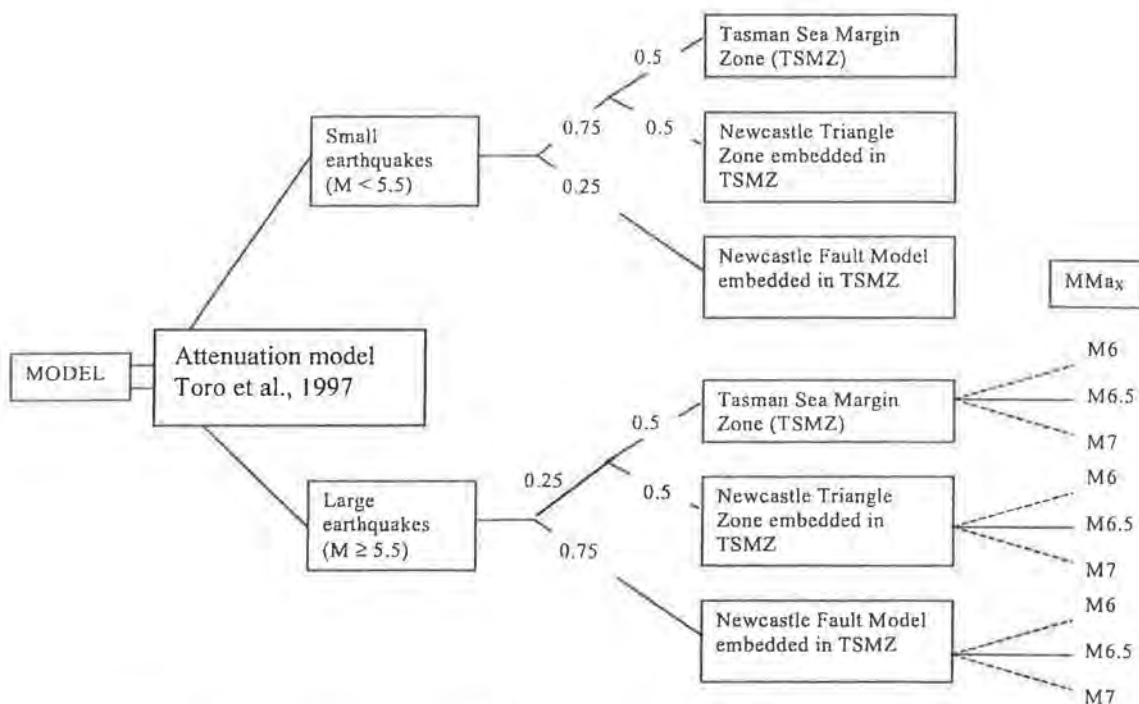 Tasman Sea Margin
Zone (TSMZ)
0.5
Small
earthquakes
(M < 5.5)
0.75
0.5
Newcastle Triangle
Zone embedded in
TSMZ
0.25
Newcastle Fault Model
embedded in TSMZ
MMax
MODEL
Attenuation model
Toro et al., 1997
M6
Tasman Sea Margin
Zone (TSMZ)
M6.5
0.5
M7
Large
earthquakes
(M ≥ 5.5)
0.25
0.5
Newcastle Triangle
Zone embedded in
TSMZ
M6
M6.5
M7
0.75
Newcastle Fault Model
embedded in TSMZ
M6
M6.5
M7